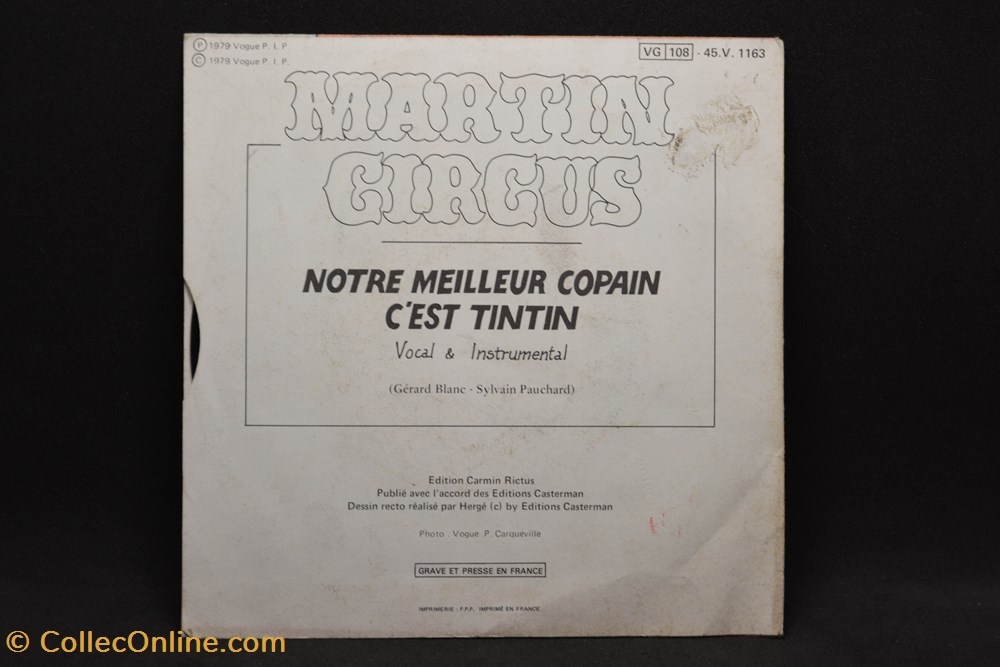 Ⓟ 1979 Vogue P. I. P.
Ⓒ 1979 Vogue P. I. P.
VG 108 - 45.V. 1163
MARTIN
CIRCUS
NOTRE MEILLEUR COPAIN
C'EST TINTIN
Vocal & Instrumental
(Gérard Blanc - Sylvain Pauchard)
Edition Carmin Rictus
Publié avec l'accord des Editions Casterman
Dessin recto réalisé par Hergé (c) by Editions Casterman
Photo : Vogue P. Carqueville
GRAVE ET PRESSE EN FRANCE
IMPRIMERIE : F.P.P. IMPRIMÉ EN FRANCE
© CollecOnline.com